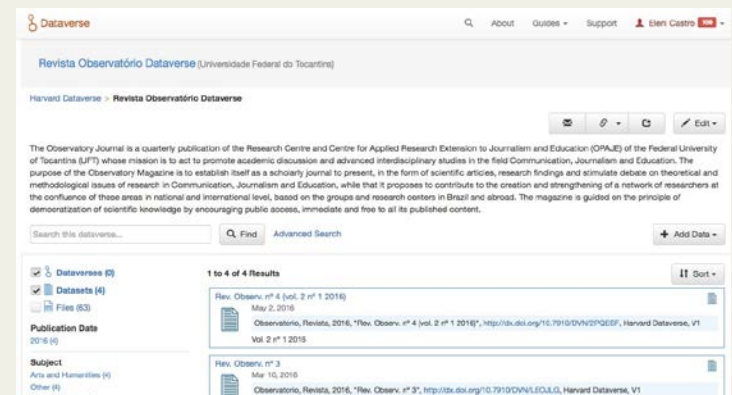 Dataverse
About Guides Support Elen Castro
Revista Observatório Dataverse (Universidade Federal do Tocantins)
Harvard Dataverse > Revista Observatório Dataverse
Edit
The Observatory Journal is a quarterly publication of the Research Centre and Centre for Applied Research Extension to Journalism and Education (OPAJE) of the Federal University
of Tocantins (UFT) whose mission is to act to promote academic discussion and advanced interdisciplinary studies in the field Communication, Journalism and Education. The
purpose of the Observatory Magazine is to establish itself as a scholarly journal to present, in the form of scientific articles, research findings and stimulate debate on theoretical and
methodological issues of research in Communication, Journalism and Education, while that it proposes to contribute to the creation and strengthening of a network of researchers at
the confluence of these areas in national and international level, based on the groups and research centers in Brazil and abroad. The magazine is guided on the principle of
democratization of scientific knowledge by encouraging public access, immediate and free to all its published content.
Search this dataverse... Find Advanced Search + Add Data
Dataverses (0)
Datasets (4)
Files (63)
Publication Date
2016 (4)
Subject
Arts and Humanities (4)
Other (4)
1 to 4 of 4 Results
Sort
Rev. Observ. nº 4 (vol. 2 nº 1 2016)
May 2, 2016
Observatorio, Revista, 2016, "Rev. Observ. nº 4 (vol. 2 nº 1 2016)", http://dx.doi.org/10.7910/DVN/2PQEEF, Harvard Dataverse, V1
Vol. 2 nº 1 2016
Rev. Observ. nº 3
Mar 10, 2016
Observatorio, Revista, 2016, "Rev. Observ. nº 3", http://dx.doi.org/10.7910/DVN/LEOJLG, Harvard Dataverse, V1